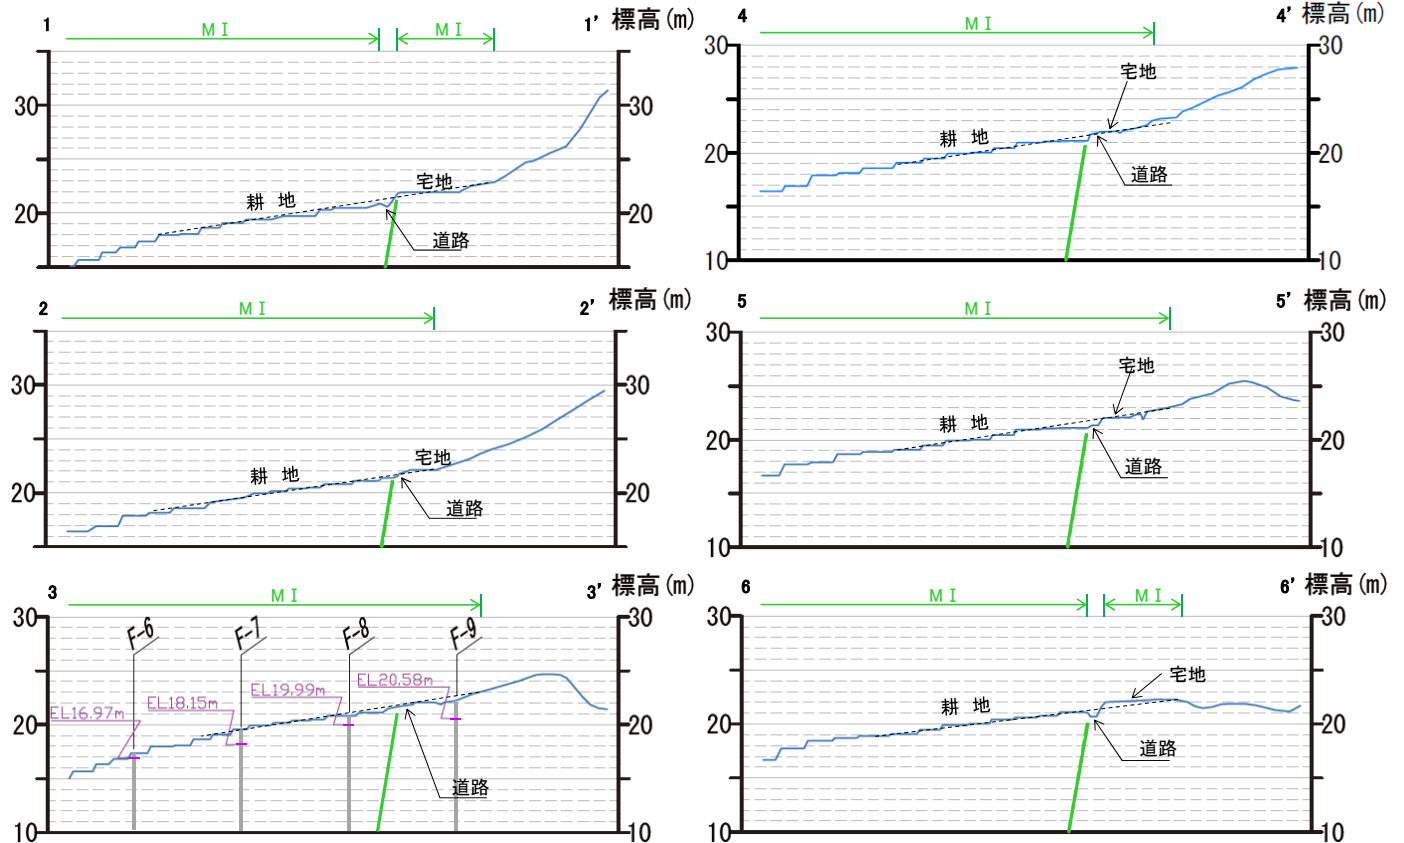 1
ＭＩ
ＭＩ
1’ 標高(m)
30
30
20
20
耕 地
宅地
道路
2
ＭＩ
2’ 標高(m)
30
30
20
20
耕 地
宅地
道路
3
ＭＩ
3’ 標高(m)
30
30
F-6
F-7
F-8
F-9
EL16.97m
EL18.15m
EL19.99m
EL20.58m
20
20
道路
10
10
4
ＭＩ
4’ 標高(m)
30
30
宅地
耕 地
20
20
道路
10
10
5
ＭＩ
5’ 標高(m)
30
30
宅地
耕 地
20
20
道路
10
10
6
ＭＩ
ＭＩ
6’ 標高(m)
30
30
宅地
耕 地
20
20
道路
10
10